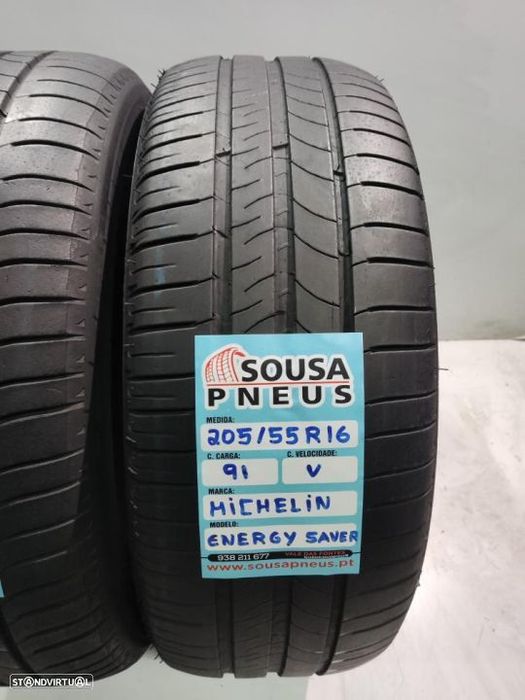 SOUSA
PNEUS
MEDIDA:
205/55R16
C. CARGA: C. VELOCIDADE:
91 V
MARCA:
MICHELIN
MODELO:
ENERGY SAVER
938 211 677 VALE DAS FONTES
www.sousapneus.pt
STANDVIRTUAL